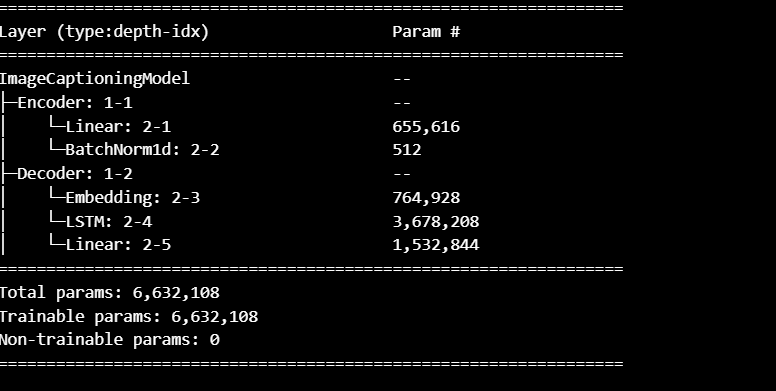 ==========================================================================================
Layer (type:depth-idx)                   Param #
==========================================================================================
ImageCaptioningModel                     --
├─Encoder: 1-1                           --
│    └─Linear: 2-1                       655,616
│    └─BatchNorm1d: 2-2                  512
├─Decoder: 1-2                           --
│    └─Embedding: 2-3                    764,928
│    └─LSTM: 2-4                         3,678,208
│    └─Linear: 2-5                       1,532,844
==========================================================================================
Total params: 6,632,108
Trainable params: 6,632,108
Non-trainable params: 0
==========================================================================================